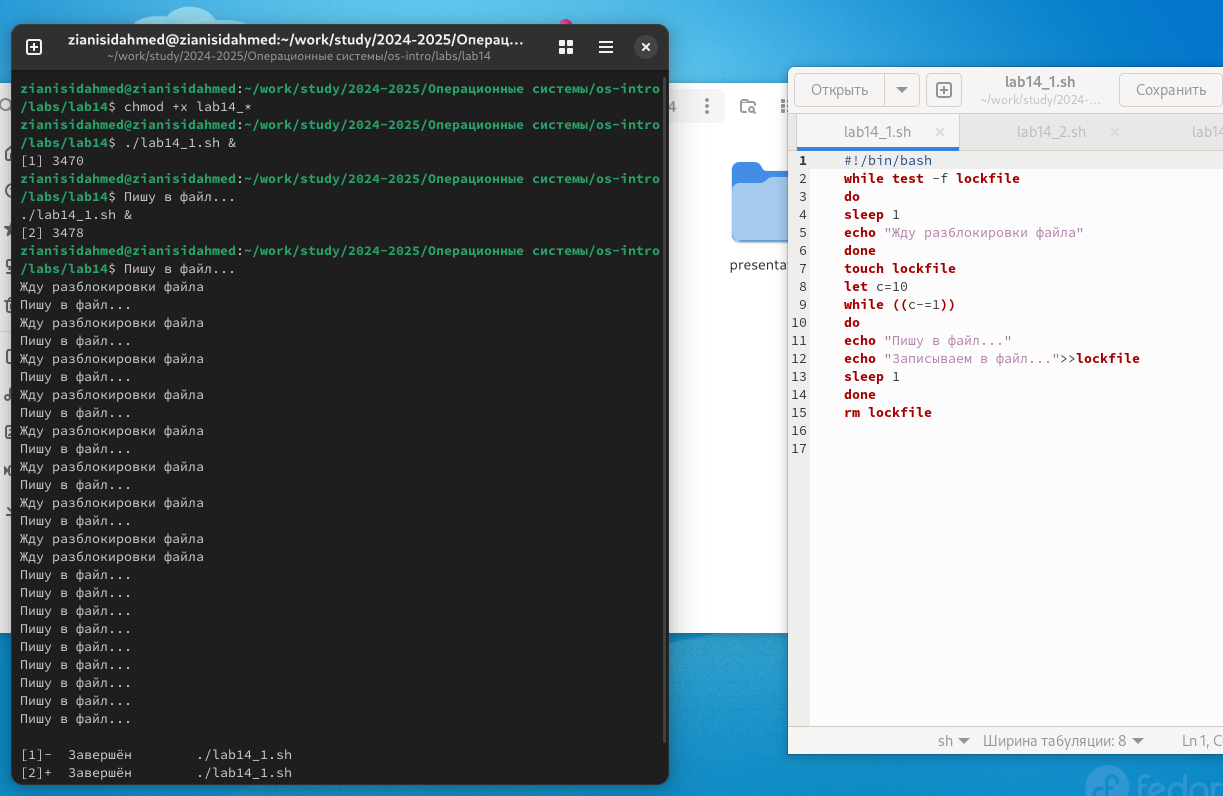 zianisidahmed@zianisidahmed:~/work/study/2024-2025/Операц...
~/work/study/2024-2025/Операционные системы/os-intro/labs/lab14
zianisidahmed@zianisidahmed:~/work/study/2024-2025/Операционные системы/os-intro
/labs/lab14$ chmod +x lab14_*
zianisidahmed@zianisidahmed:~/work/study/2024-2025/Операционные системы/os-intro
/labs/lab14$ ./lab14_1.sh &
[1] 3470
zianisidahmed@zianisidahmed:~/work/study/2024-2025/Операционные системы/os-intro
/labs/lab14$ Пишу в файл...
./lab14_1.sh &
[2] 3478
zianisidahmed@zianisidahmed:~/work/study/2024-2025/Операционные системы/os-intro
/labs/lab14$ Пишу в файл...
Жду разблокировки файла
Пишу в файл...
Жду разблокировки файла
Пишу в файл...
Жду разблокировки файла
Пишу в файл...
Жду разблокировки файла
Пишу в файл...
Жду разблокировки файла
Пишу в файл...
Жду разблокировки файла
Пишу в файл...
Жду разблокировки файла
Пишу в файл...
Жду разблокировки файла
Жду разблокировки файла
Пишу в файл...
Пишу в файл...
Пишу в файл...
Пишу в файл...
Пишу в файл...
Пишу в файл...
Пишу в файл...
Пишу в файл...
Пишу в файл...
[1]- Завершён ./lab14_1.sh
[2]+ Завершён ./lab14_1.sh
4
presenta
Открыть
lab14_1.sh
~/work/study/2024-...
Сохранить
lab14_1.sh × lab14_2.sh × lab14
1 #!/bin/bash
2 while test -f lockfile
3 do
4 sleep 1
5 echo "Жду разблокировки файла"
6 done
7 touch lockfile
8 let c=10
9 while ((c-=1))
10 do
11 echo "Пишу в файл..."
12 echo "Записываем в файл...">>lockfile
13 sleep 1
14 done
15 rm lockfile
16
17
sh Ширина табуляции: 8 Ln 1, C
fedor